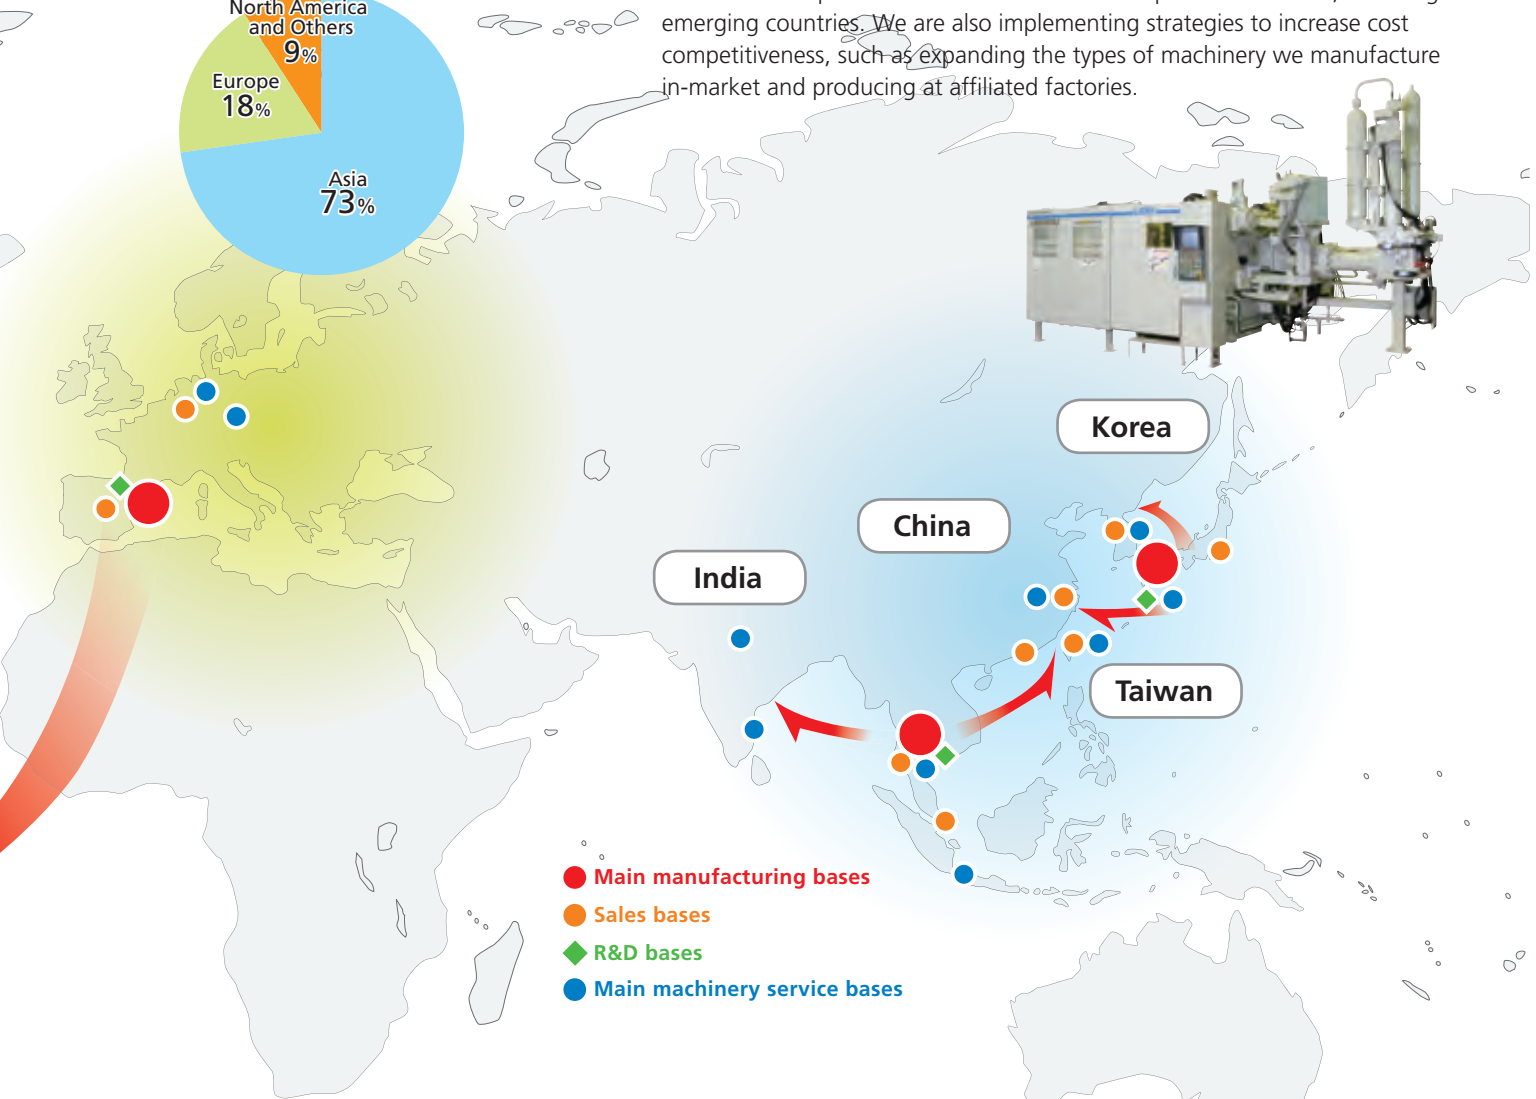 North America
and Others
9%
Europe
18%
Asia
73%
emerging countries. We are also implementing strategies to increase cost
competitiveness, such as expanding the types of machinery we manufacture
in-market and producing at affiliated factories.
Korea
China
India
Taiwan
Main manufacturing bases
Sales bases
R&D bases
Main machinery service bases